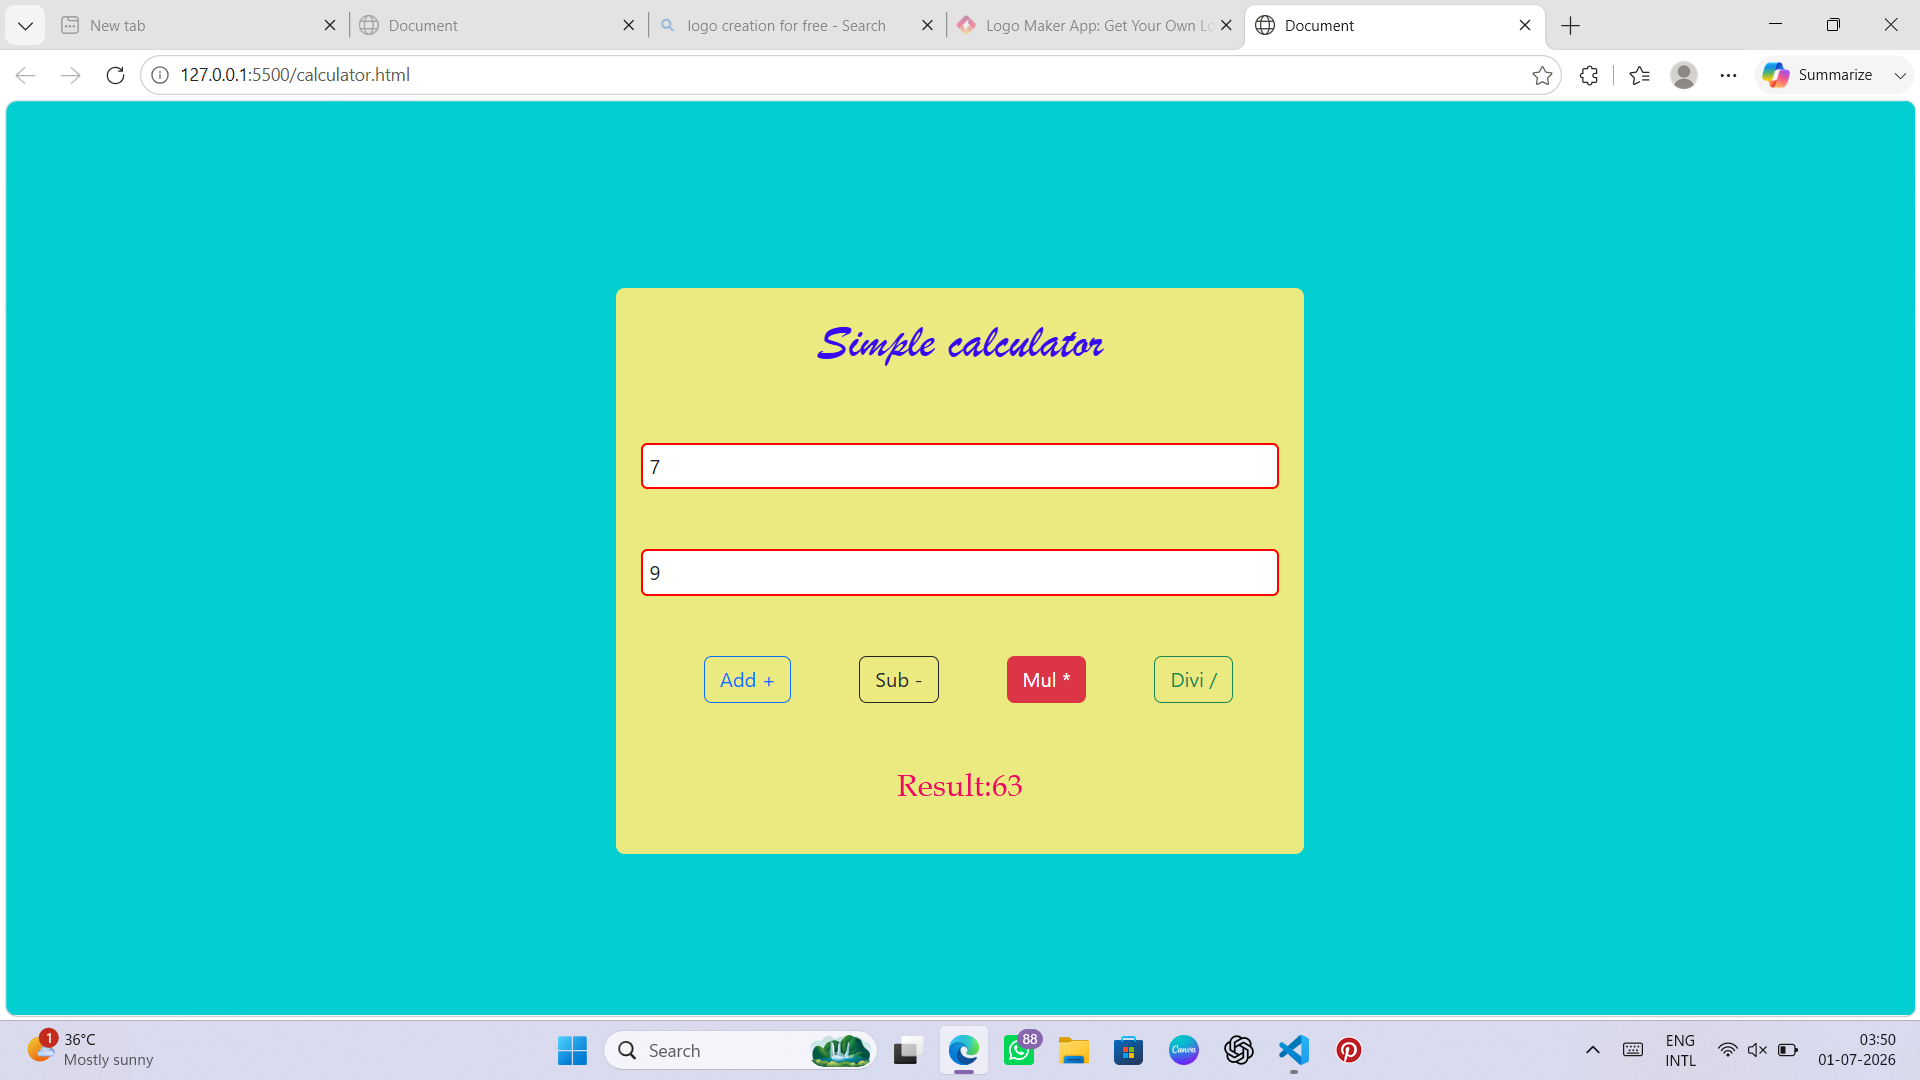 New tab
Document
logo creation for free - Search
Logo Maker App: Get Your Own Lo
Document
127.0.0.1:5500/calculator.html
Summarize
Simple calculator
7
9
Add +
Sub -
Mul *
Divi /
Result:63
1
36°C
Mostly sunny
Search
88
Canva
ENG
INTL
03:50
01-07-2026